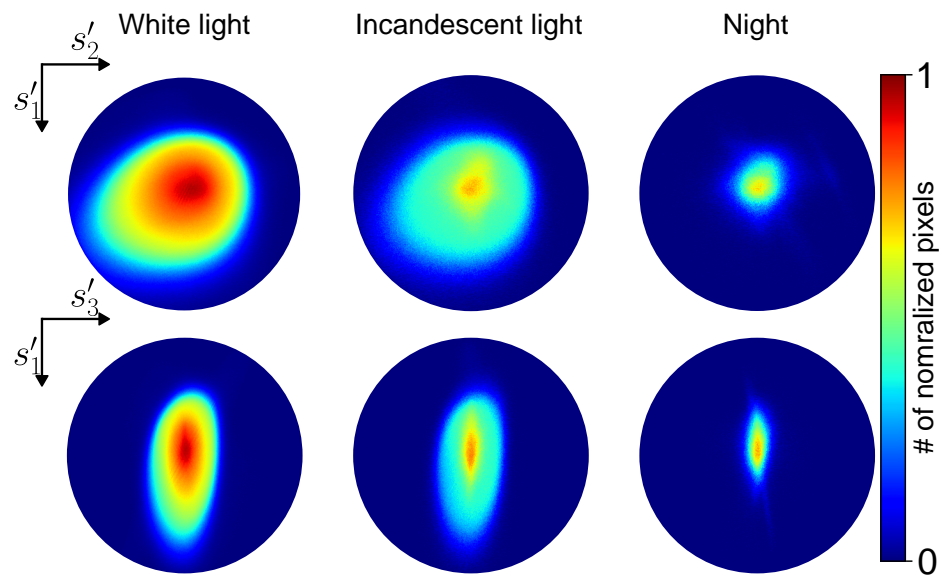 White light Incandescent light Night
s′₂
s′₁
s′₃
s′₁
1
# of nomralized pixels
0